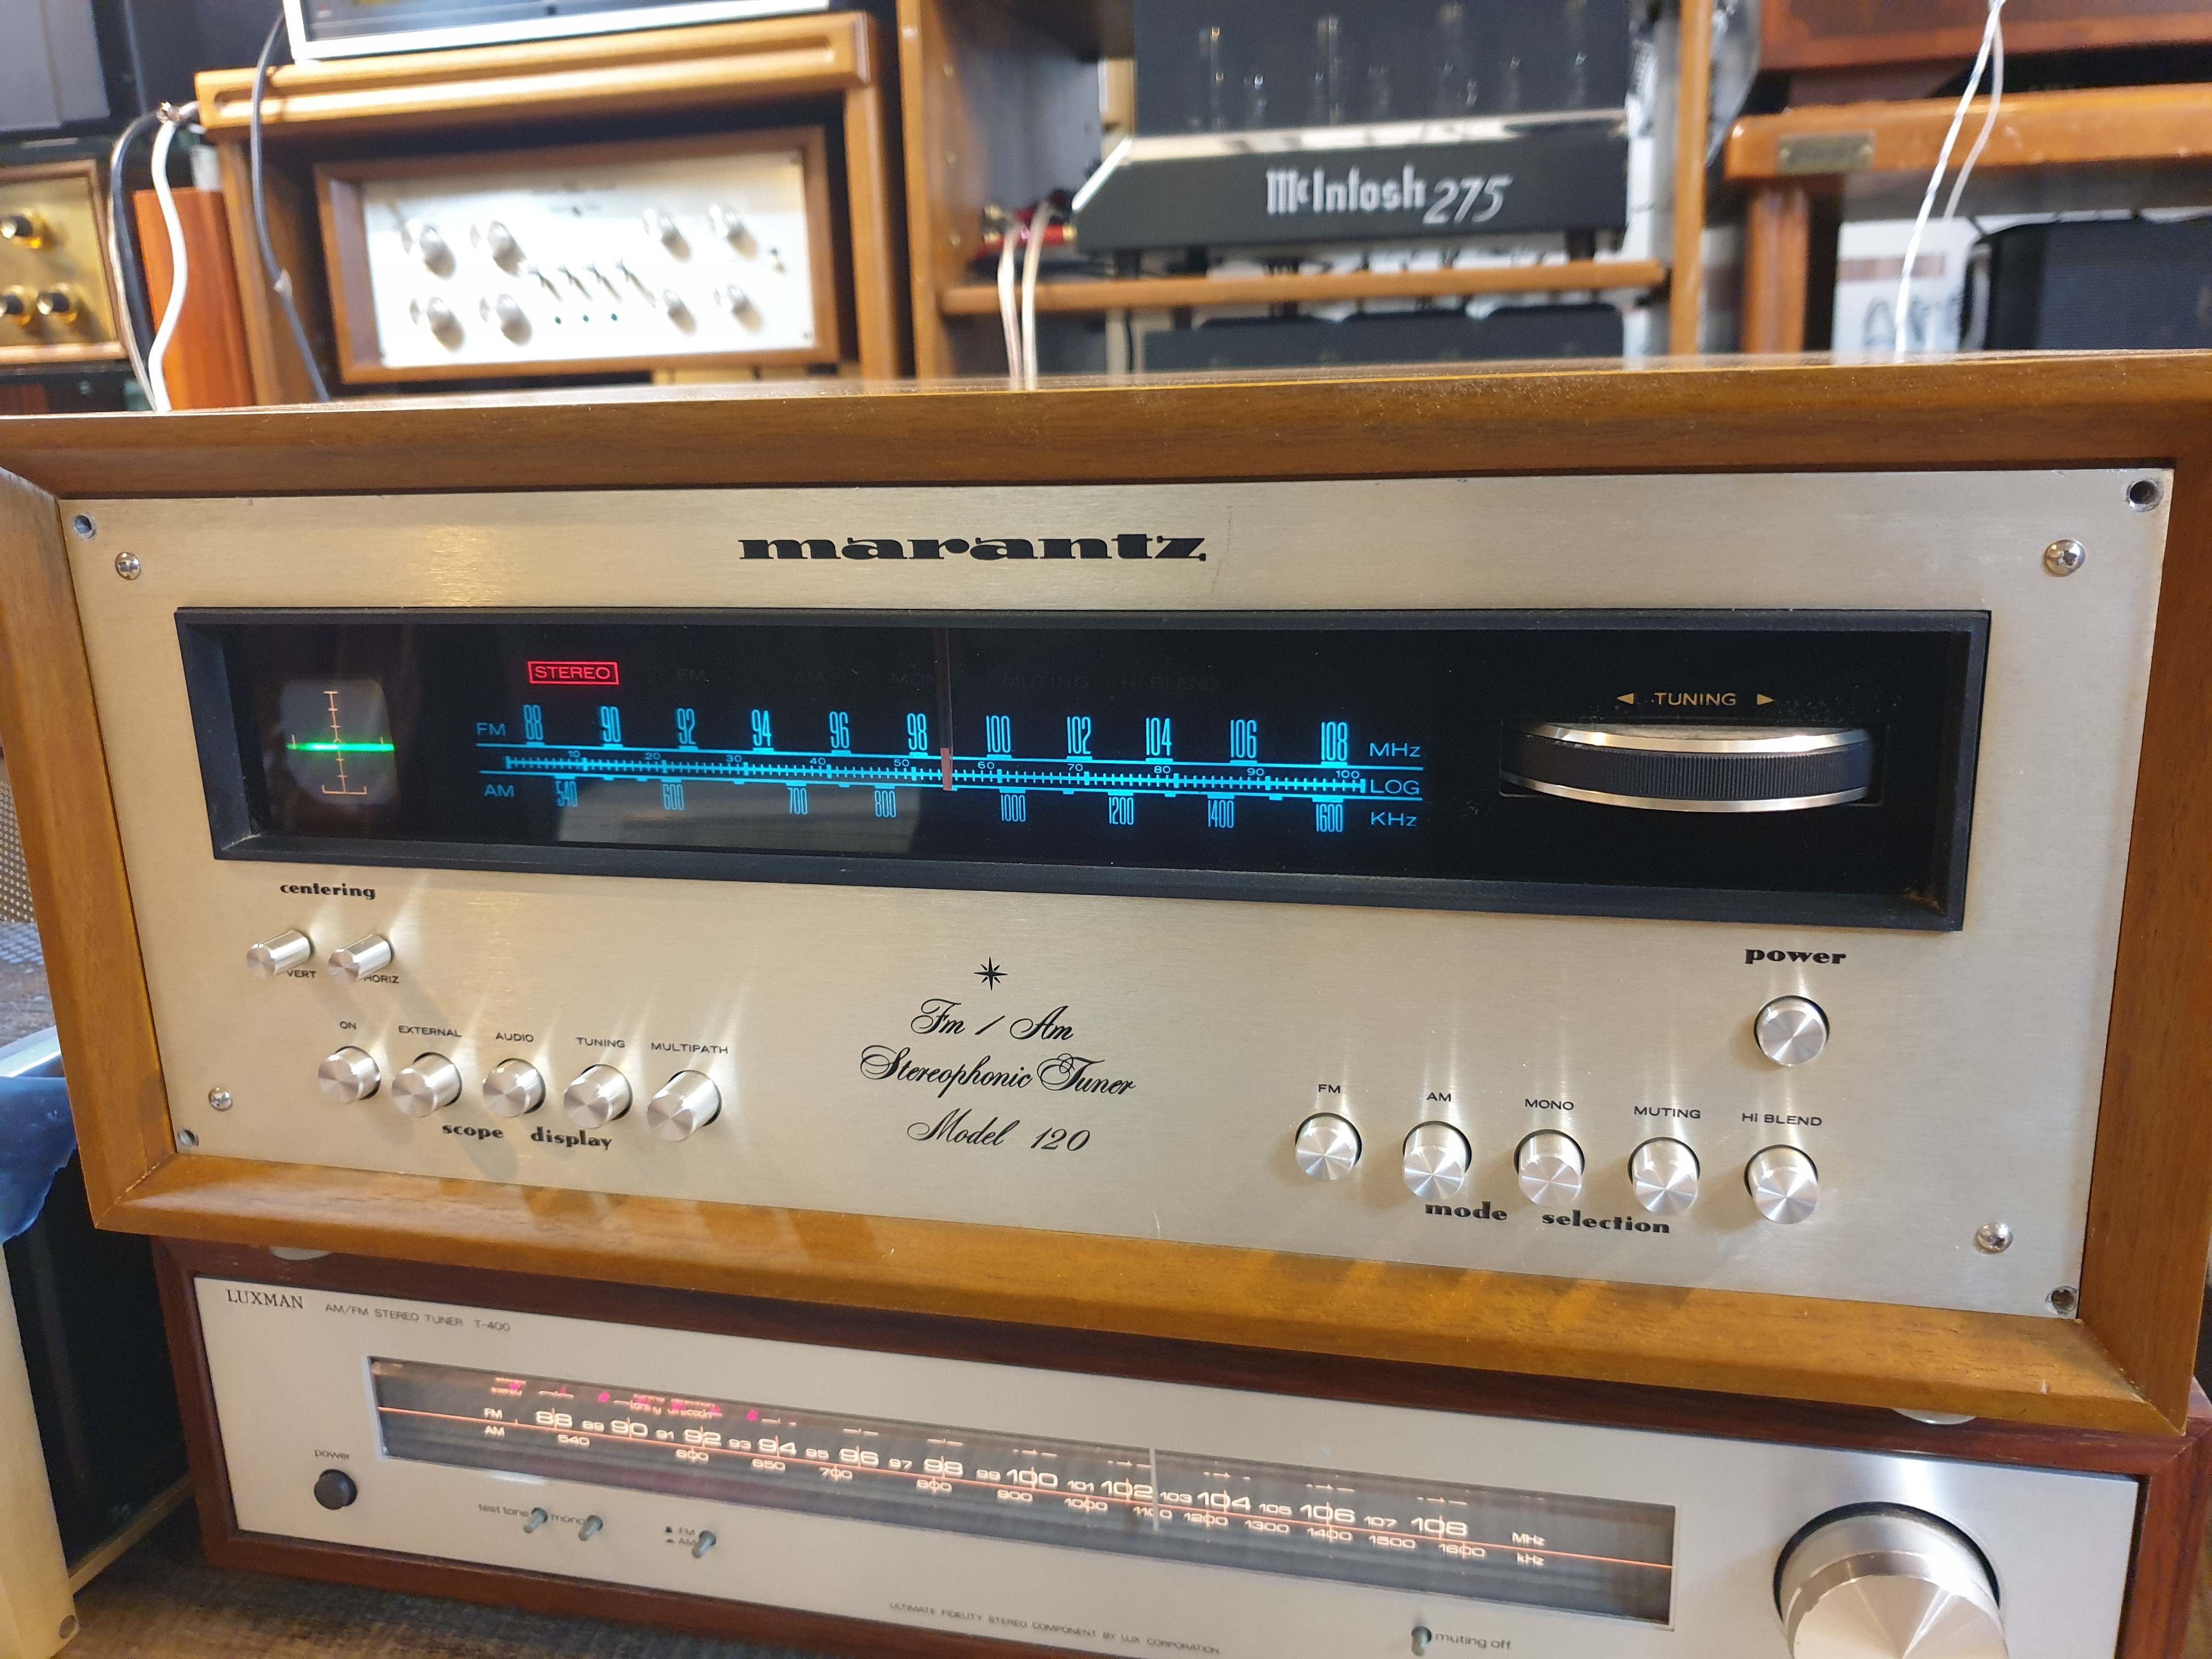 McIntosh 275
marantz
STEREO
FM AM MONO MUTING HI BLEND
◄ TUNING ►
FM 88 90 92 94 96 98 100 102 104 106 108 MHz
10 20 30 40 50 60 70 80 90 100 LOG
AM 540 600 700 800 1000 1200 1400 1600 KHz
centering
VERT HORIZ
power
ON EXTERNAL AUDIO TUNING MULTIPATH
scope display
Fm / Am
Stereophonic Tuner
Model 120
FM AM MONO MUTING HI BLEND
mode selection
LUXMAN AM/FM STEREO TUNER T-400
FM 88 89 90 91 92 93 94 95 96 97 98 99 100 101 102 103 104 105 106 107 108 MHz
AM 540 600 650 700 800 900 1000 1100 1200 1300 1400 1500 1600 kHz
power
test tone mono FM
AM
muting off
ULTIMATE FIDELITY STEREO COMPONENT BY LUX CORPORATION